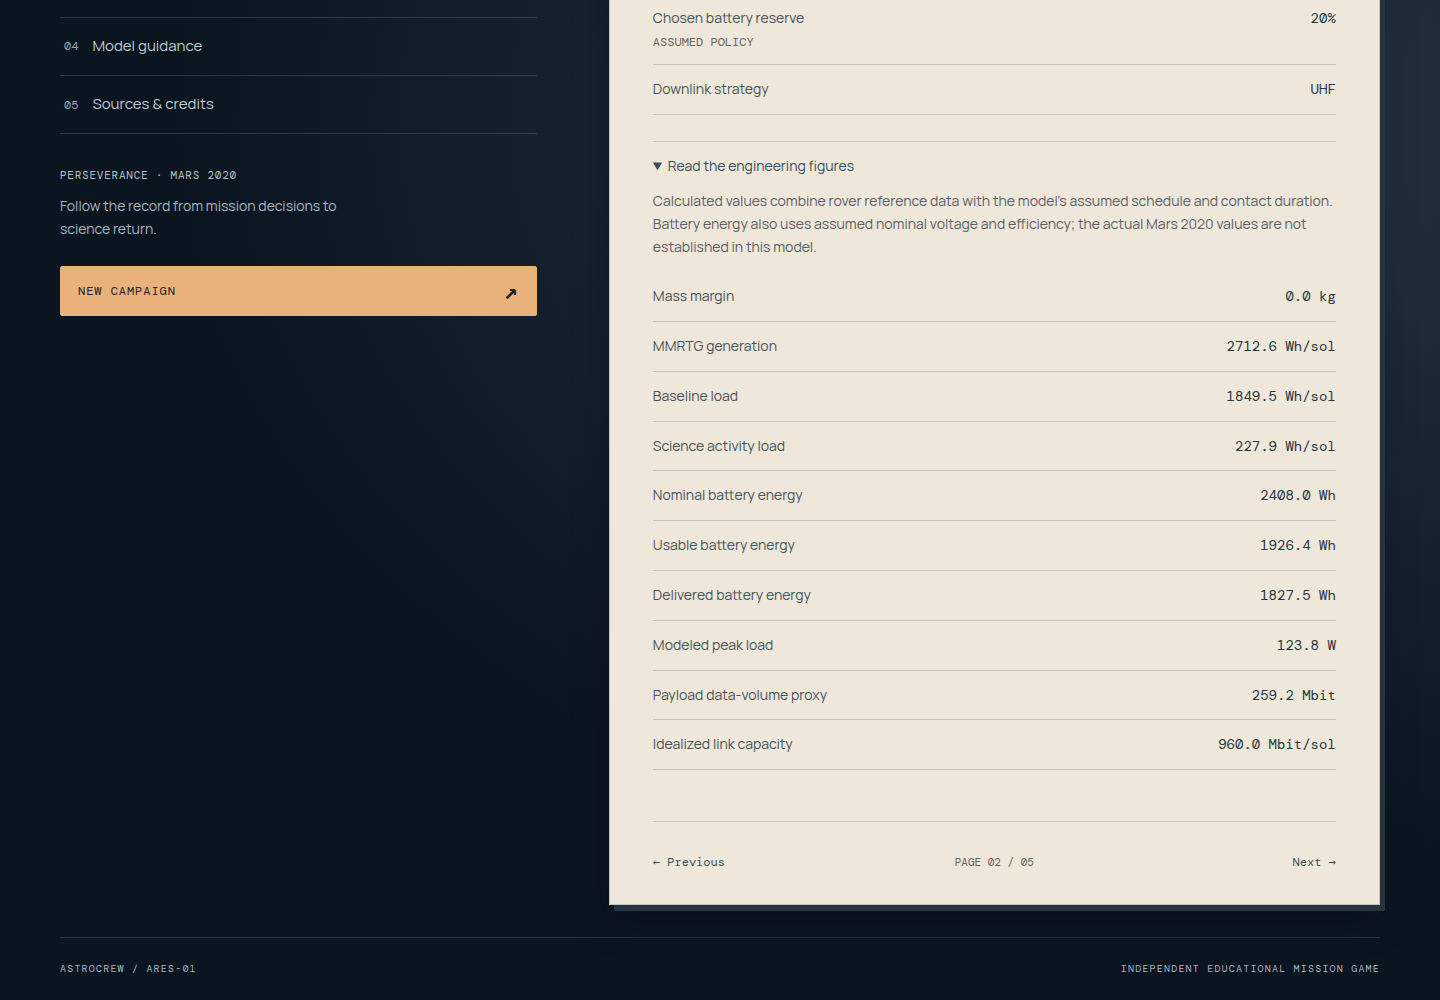 04 Model guidance
05 Sources & credits
PERSEVERANCE · MARS 2020
Follow the record from mission decisions to
science return.
NEW CAMPAIGN ↗
Chosen battery reserve 20%
ASSUMED POLICY
Downlink strategy UHF
▼ Read the engineering figures
Calculated values combine rover reference data with the model's assumed schedule and contact duration.
Battery energy also uses assumed nominal voltage and efficiency; the actual Mars 2020 values are not
established in this model.
Mass margin 0.0 kg
MMRTG generation 2712.6 Wh/sol
Baseline load 1849.5 Wh/sol
Science activity load 227.9 Wh/sol
Nominal battery energy 2408.0 Wh
Usable battery energy 1926.4 Wh
Delivered battery energy 1827.5 Wh
Modeled peak load 123.8 W
Payload data-volume proxy 259.2 Mbit
Idealized link capacity 960.0 Mbit/sol
← Previous PAGE 02 / 05 Next →
ASTROCREW / ARES-01 INDEPENDENT EDUCATIONAL MISSION GAME